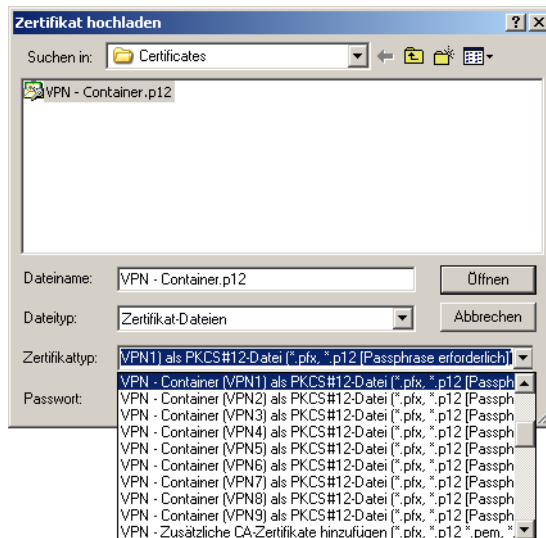 Zertifikat hochladen
Suchen in: Certificates
VPN - Container.p12
Dateiname: VPN - Container.p12 Öffnen
Dateityp: Zertifikat-Dateien Abbrechen
Zertifikattyp: VPN1) als PKCS#12-Datei (*.pfx, *.p12 [Passphrase erforderlich]
Passwort:
VPN - Container (VPN1) als PKCS#12-Datei (*.pfx, *.p12 [Passph
VPN - Container (VPN2) als PKCS#12-Datei (*.pfx, *.p12 [Passph
VPN - Container (VPN3) als PKCS#12-Datei (*.pfx, *.p12 [Passph
VPN - Container (VPN4) als PKCS#12-Datei (*.pfx, *.p12 [Passph
VPN - Container (VPN5) als PKCS#12-Datei (*.pfx, *.p12 [Passph
VPN - Container (VPN6) als PKCS#12-Datei (*.pfx, *.p12 [Passph
VPN - Container (VPN7) als PKCS#12-Datei (*.pfx, *.p12 [Passph
VPN - Container (VPN8) als PKCS#12-Datei (*.pfx, *.p12 [Passph
VPN - Container (VPN9) als PKCS#12-Datei (*.pfx, *.p12 [Passph
VPN - Zusätzliche CA-Zertifikate hinzufügen (*.pfx, *.p12 *.pem, *.